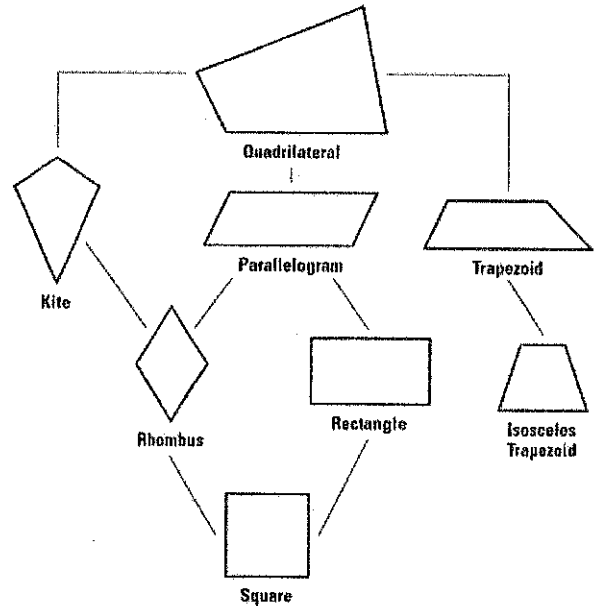 Quadrilateral
Parallelogram
Trapezoid
Kite
Rhombus
Rectangle
Isosceles
Trapezoid
Square